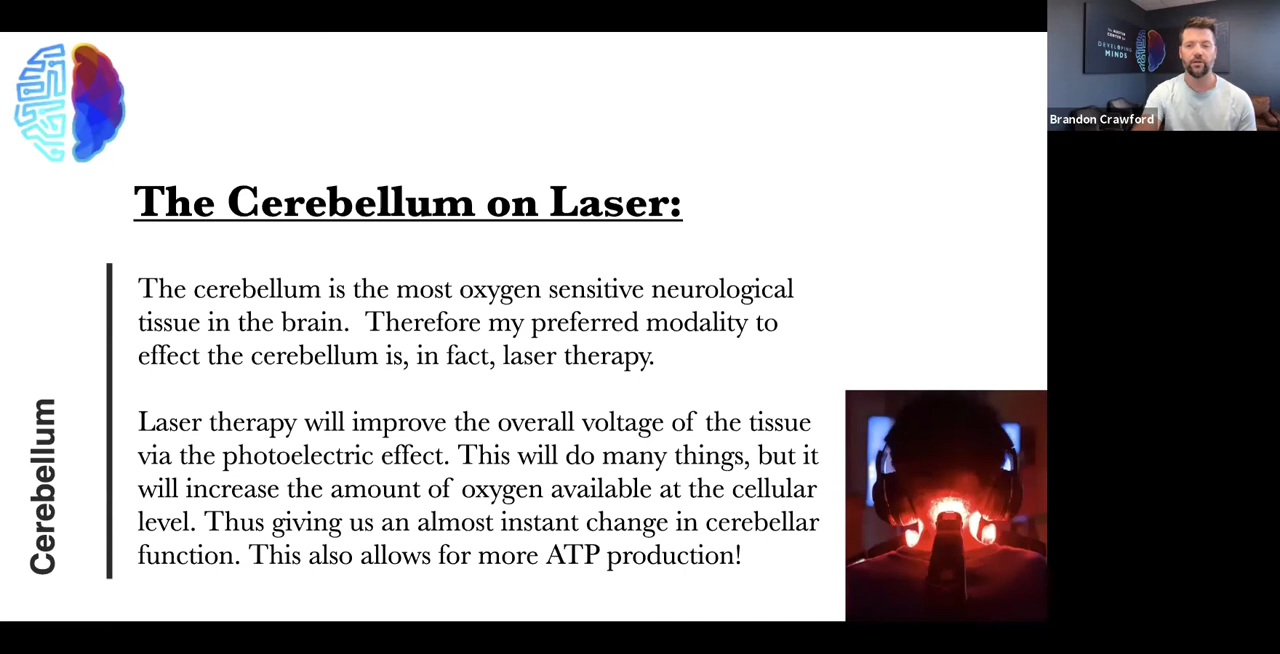 The Cerebellum on Laser:
The cerebellum is the most oxygen sensitive neurological
tissue in the brain.  Therefore my preferred modality to
effect the cerebellum is, in fact, laser therapy.
Laser therapy will improve the overall voltage of the tissue
via the photoelectric effect. This will do many things, but it
will increase the amount of oxygen available at the cellular
level. Thus giving us an almost instant change in cerebellar
function. This also allows for more ATP production!
Cerebellum
DEVELOPING
MINDS
Brandon Crawford